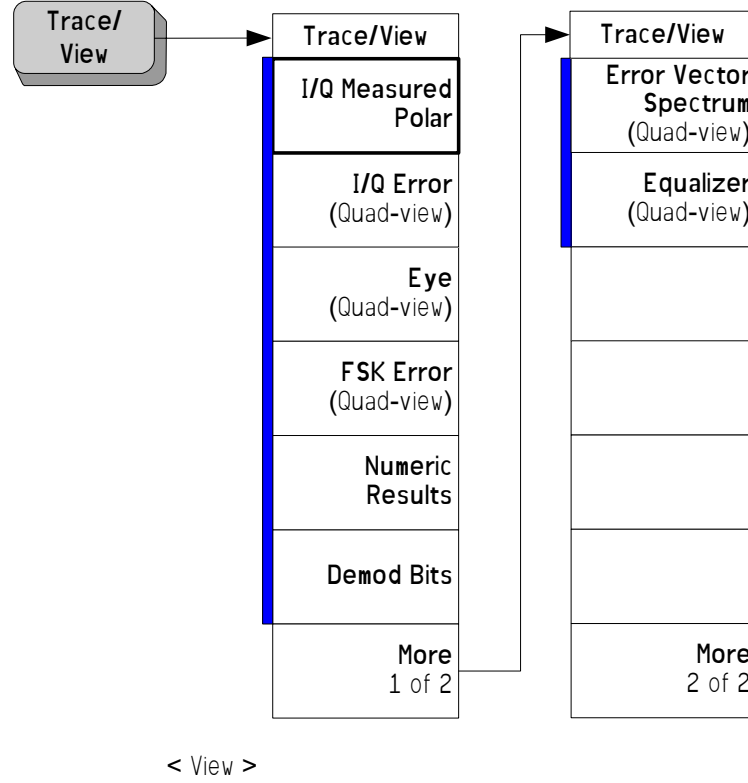 Trace/
View
Trace/View
I/Q Measured
Polar
I/Q Error
(Quad-view)
Eye
(Quad-view)
FSK Error
(Quad-view)
Numeric
Results
Demod Bits
More
1 of 2
Trace/View
Error Vector
Spectrum
(Quad-view)
Equalizer
(Quad-view)
More
2 of 2
< View >